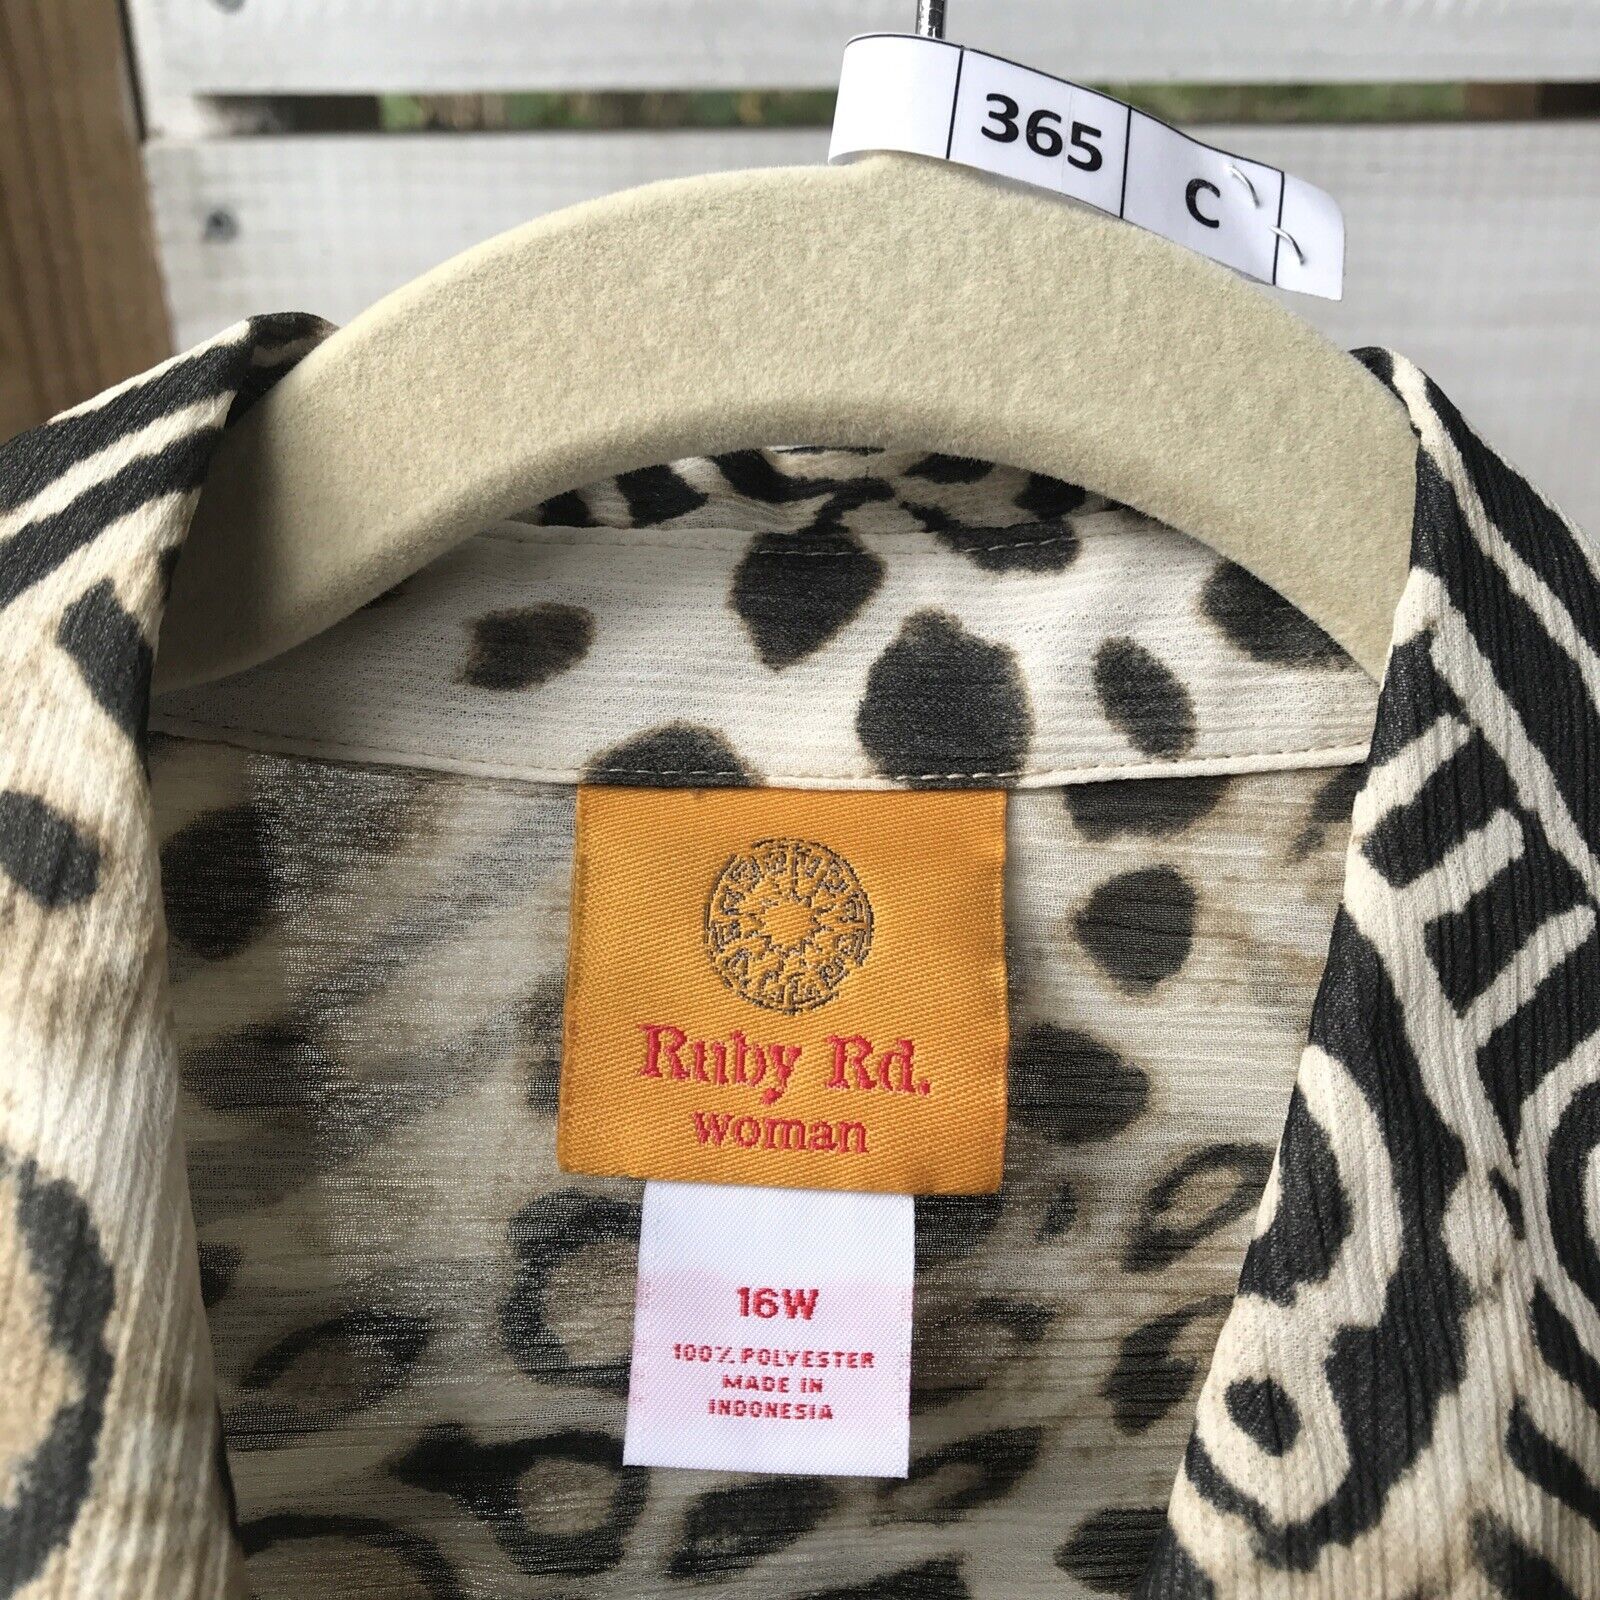 365 C
Ruby Rd.
woman
16W
100% POLYESTER
MADE IN
INDONESIA